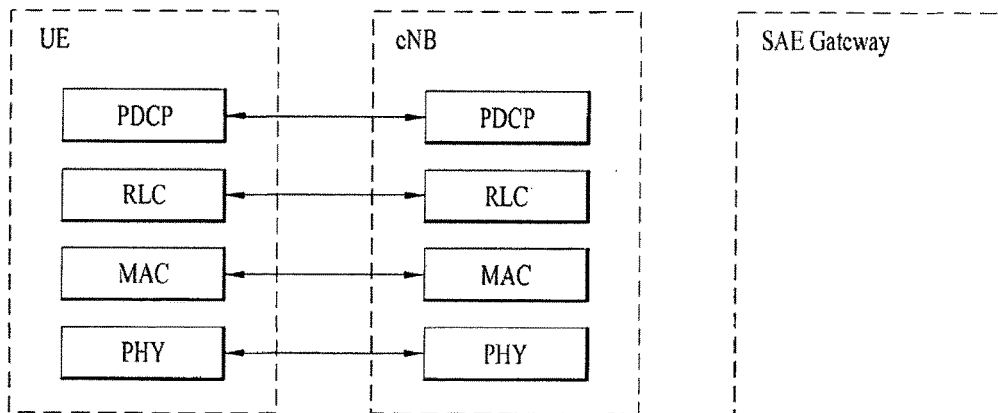 UE
eNB
SAE Gateway
PDCP
PDCP
RLC
RLC
MAC
MAC
PHY
PHY